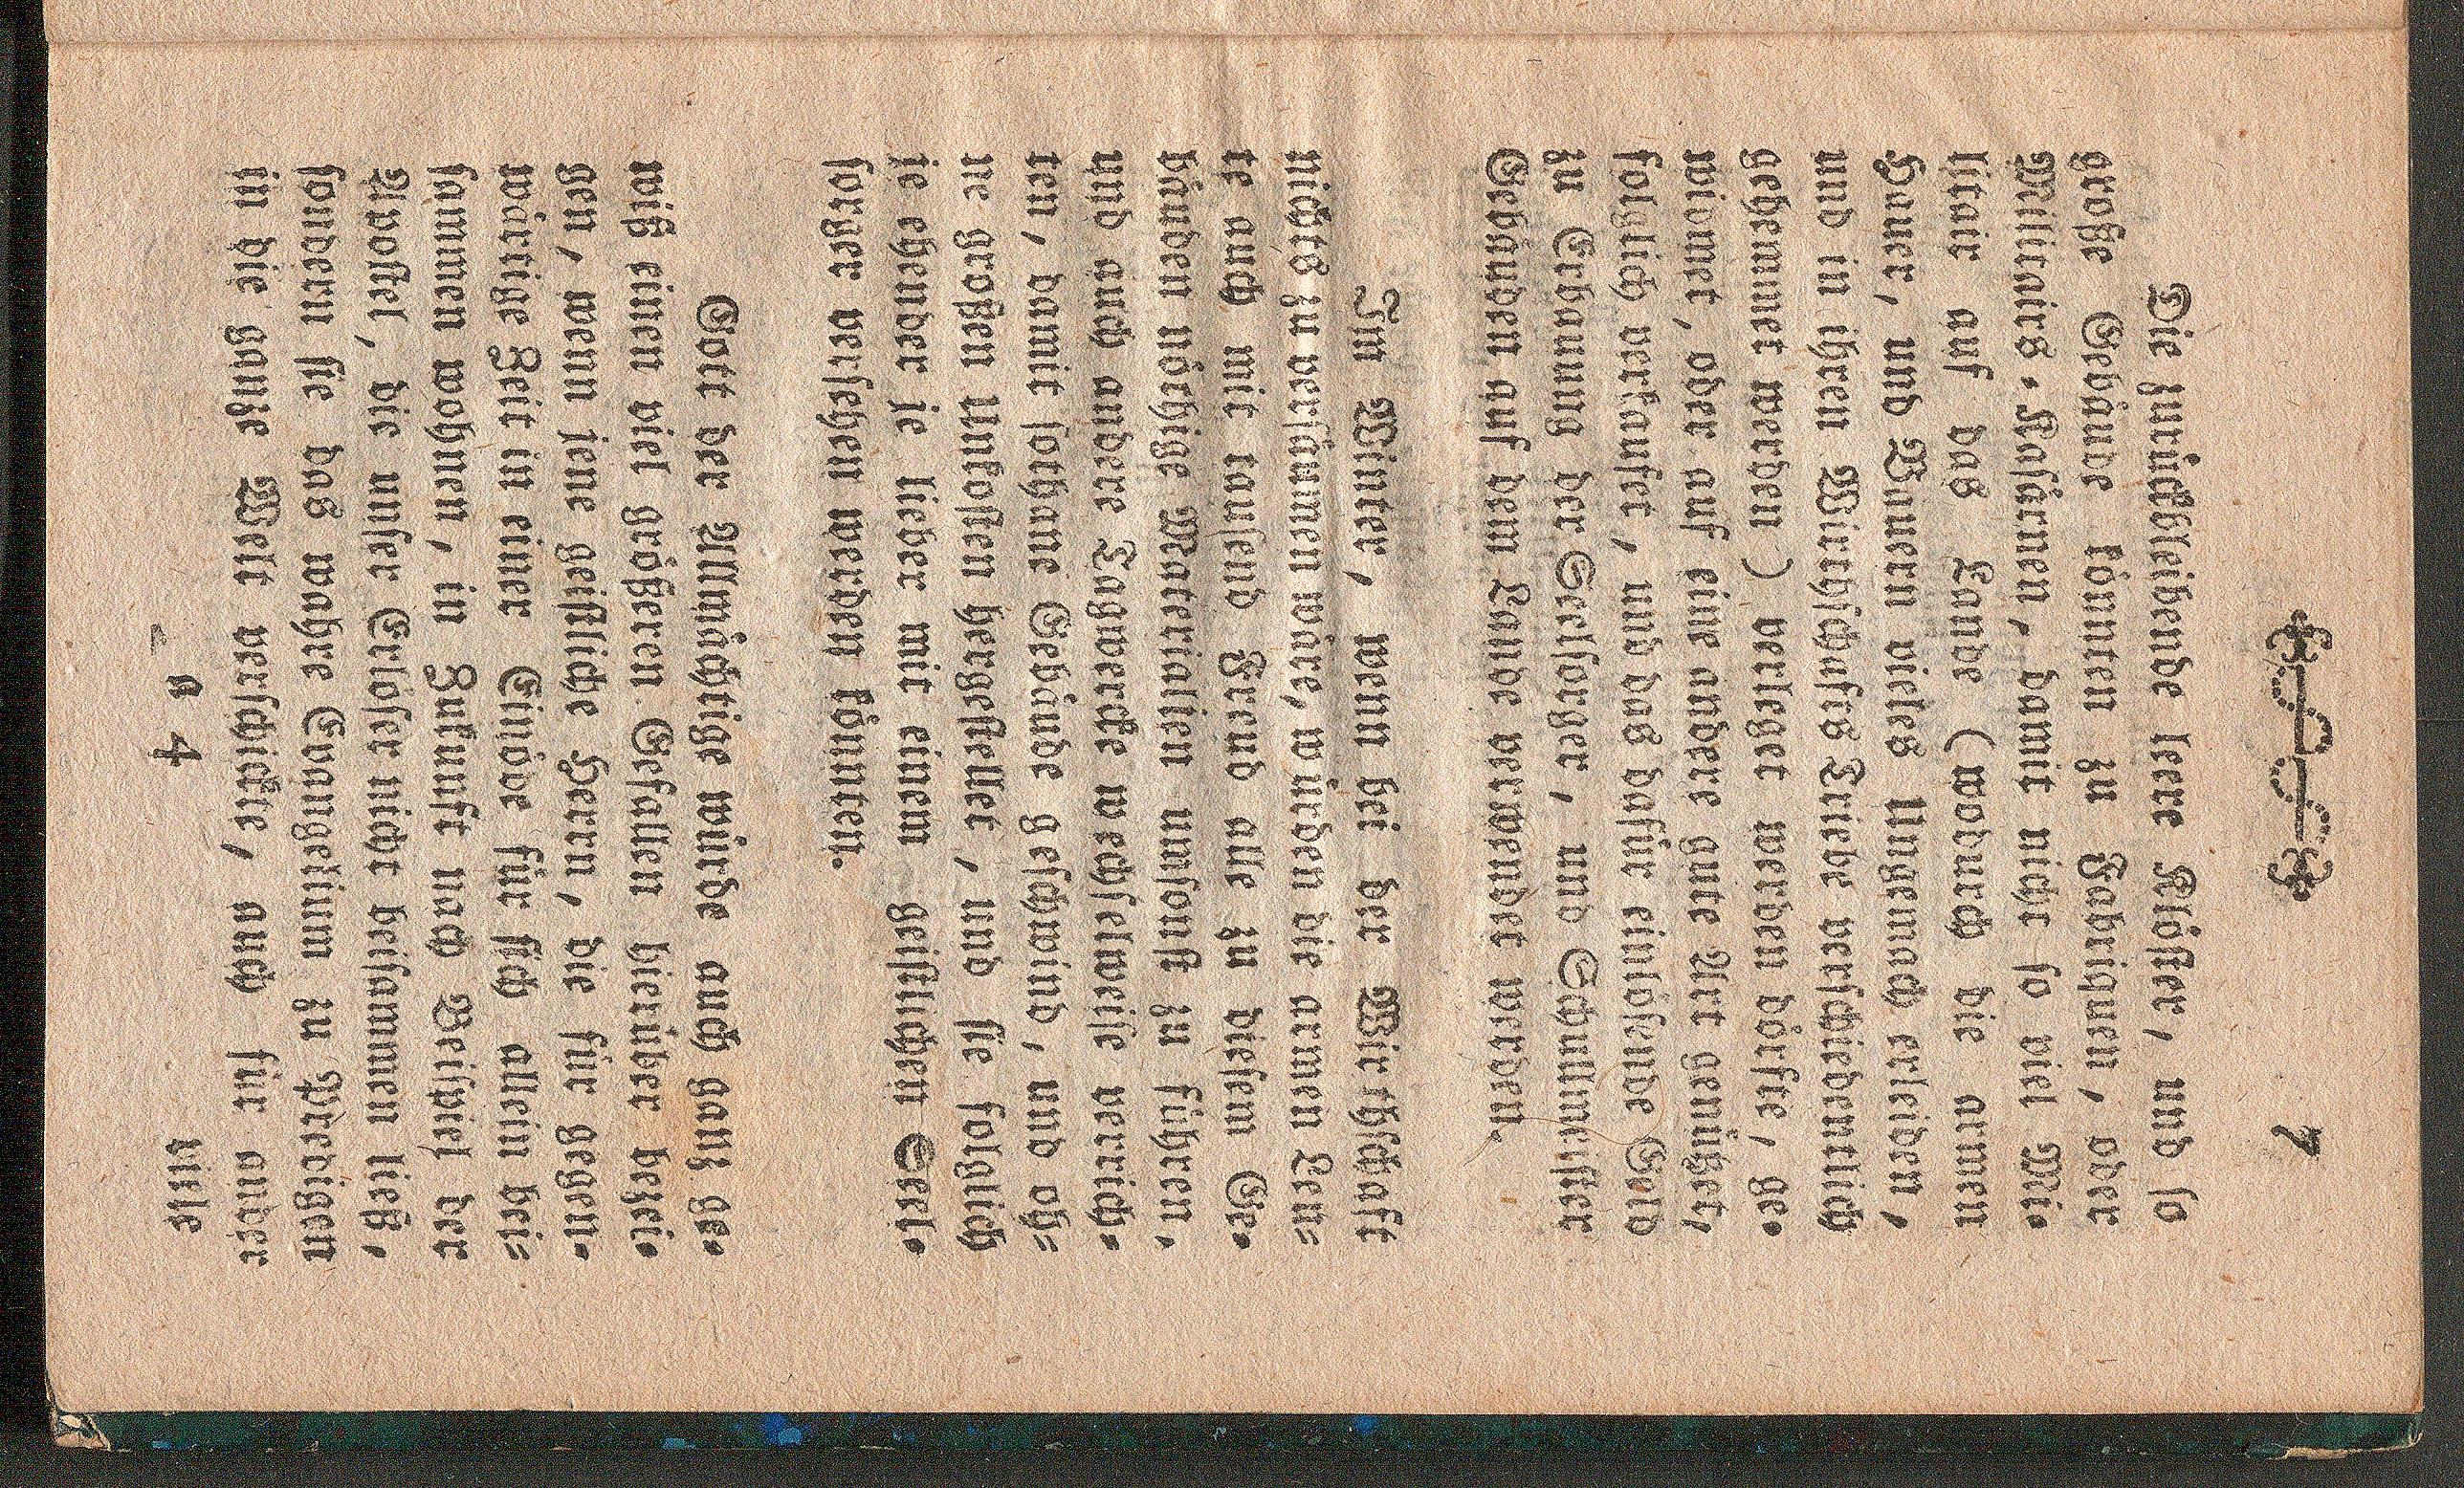 7
Die zurückbleibende leere Klöster, und so
große Gebäude könnten zu Fabriquen, oder
Militairs-Kasärmen, damit nicht so viel Mi-
litair auf das Land (wodurch die armen
Hauer, und Bauern vieles Ungemach erleiden,
und in ihren Wirthschafts Triebe verschiedentlich
gehemmet werden) verleget werden dörfte, ge-
widmet, oder auf eine andere gute Art genützet,
folglich verkaufet, und das dafür einlösende Geld
zu Erbauung der Seelsorger, und Schulmeister
Gebäuden auf dem Lande verwendet werden.
Im Winter, wenn bei der Wirthschaft
nichts zu versäumen wäre, würden die armen Leu-
te auch mit tausend Freud alle zu diesem Ge-
bäuden nöthige Materialien umsonst zu führen,
und auch andere Tagwercke wechselweise verrich-
ten, damit sothane Gebäude geschwind, und oh-
ne großen Unkosten hergestellet, und sie folglich
je ehender je lieber mit einem geistlichen Seel-
sorger versehen werden könnten.
Gott der Allmächtige würde auch ganz ge-
wiß einen viel größeren Gefallen hierüber bezei-
gen, wenn jene geistliche Herrn, die für gegen-
wärtige Zeit in einer Einöde für sich allein bei-
sammen wohnen, in Zukunft nach Beispiel der
Apostel, die unser Erlöser nicht beisammen ließ,
sondern sie das wahre Evangelium zu predigen
in die ganze Welt verschickte, auch für ander
a 4
wils